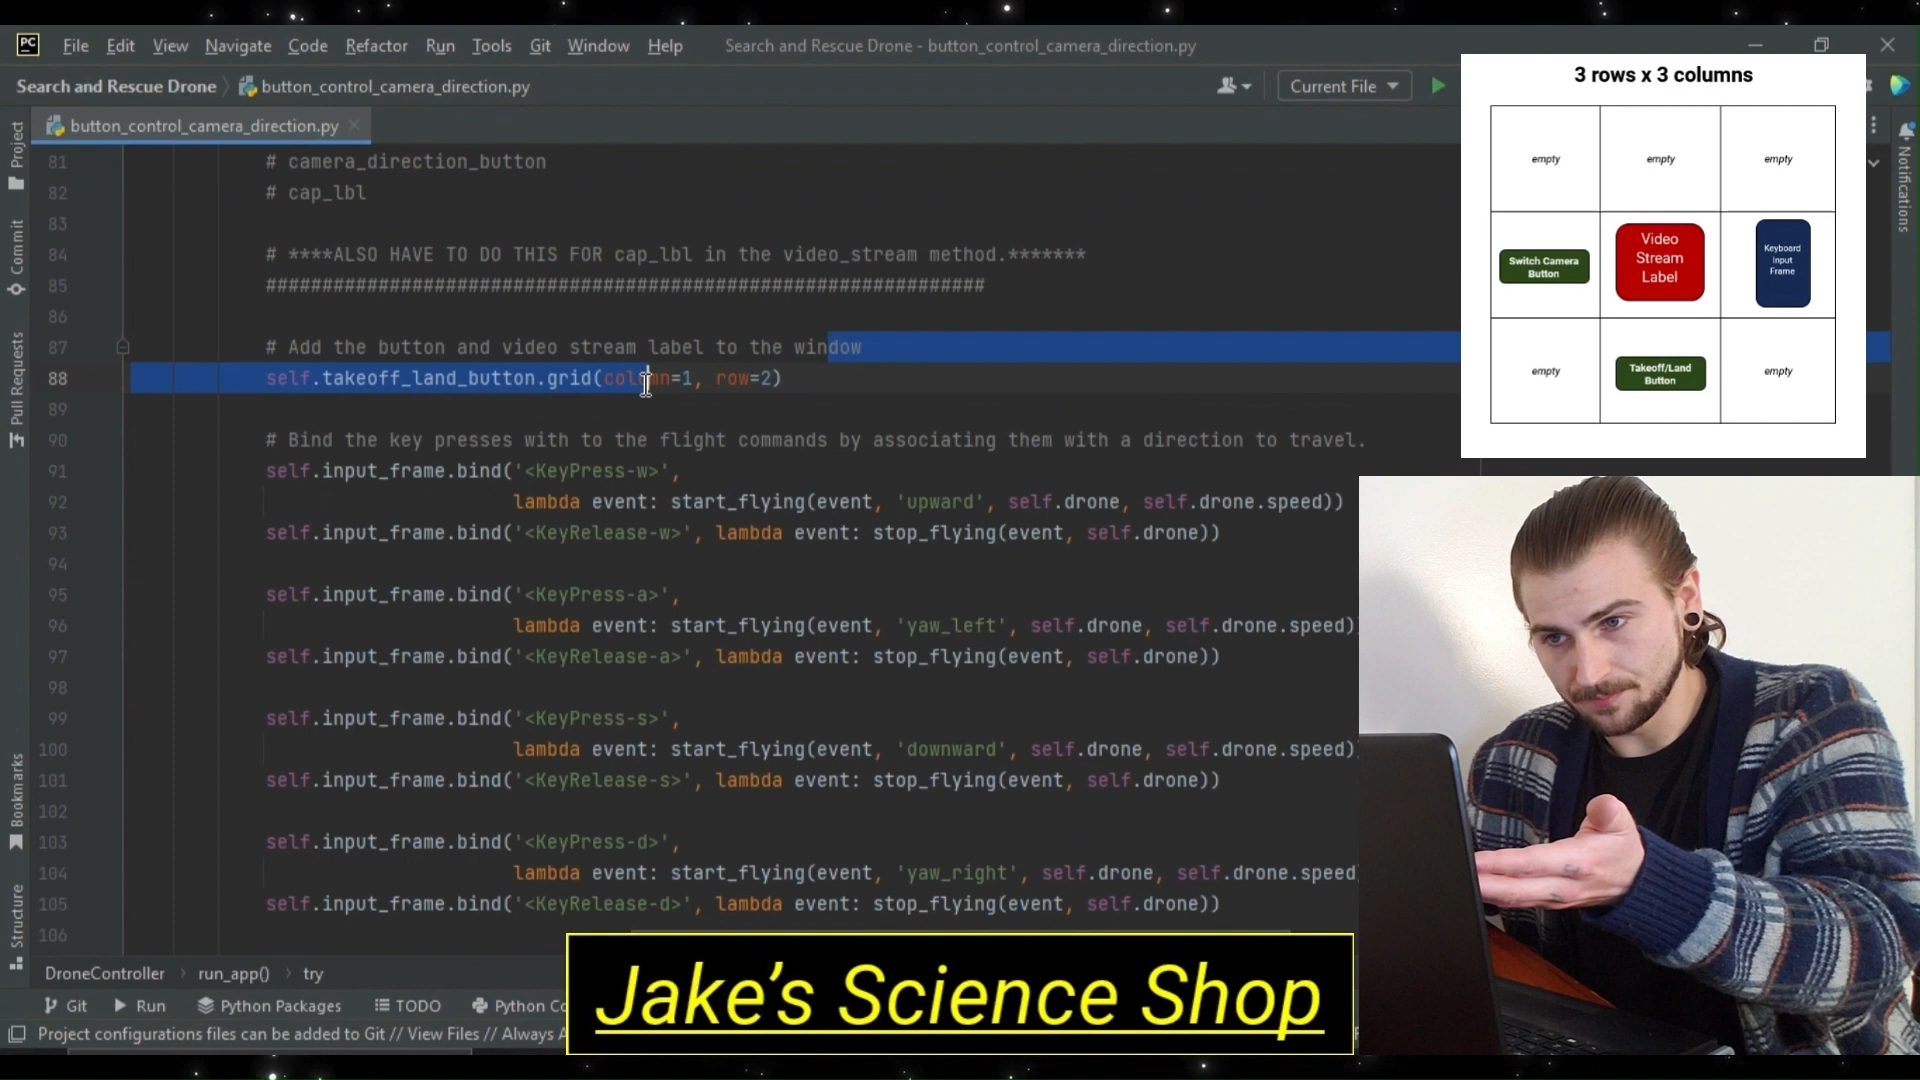 PC File Edit View Navigate Code Refactor Run Tools Git Window Help Search and Rescue Drone - button_control_camera_direction.py
Search and Rescue Drone button_control_camera_direction.py Current File
button_control_camera_direction.py
81 # camera_direction_button
82 # cap_lbl
83
84 # ****ALSO HAVE TO DO THIS FOR cap_lbl in the video_stream method.*******
85 ################################################################
86
87 # Add the button and video stream label to the window
88 self.takeoff_land_button.grid(column=1, row=2)
89
90 # Bind the key presses with to the flight commands by associating them with a direction to travel.
91 self.input_frame.bind('<KeyPress-w>',
92 lambda event: start_flying(event, 'upward', self.drone, self.drone.speed))
93 self.input_frame.bind('<KeyRelease-w>', lambda event: stop_flying(event, self.drone))
94
95 self.input_frame.bind('<KeyPress-a>',
96 lambda event: start_flying(event, 'yaw_left', self.drone, self.drone.speed)
97 self.input_frame.bind('<KeyRelease-a>', lambda event: stop_flying(event, self.drone))
98
99 self.input_frame.bind('<KeyPress-s>',
100 lambda event: start_flying(event, 'downward', self.drone, self.drone.speed)
101 self.input_frame.bind('<KeyRelease-s>', lambda event: stop_flying(event, self.drone))
102
103 self.input_frame.bind('<KeyPress-d>',
104 lambda event: start_flying(event, 'yaw_right', self.drone, self.drone.speed
105 self.input_frame.bind('<KeyRelease-d>', lambda event: stop_flying(event, self.drone))
106
DroneController run_app() try
Git Run Python Packages TODO Python Co
Project configurations files can be added to Git // View Files // Always A
Project
Commit
Pull Requests
Bookmarks
Structure
Notifications
3 rows x 3 columns
empty empty empty
Switch Camera
Button
Video
Stream
Label
Keyboard
Input
Frame
empty
Takeoff/Land
Button
empty
Jake's Science Shop